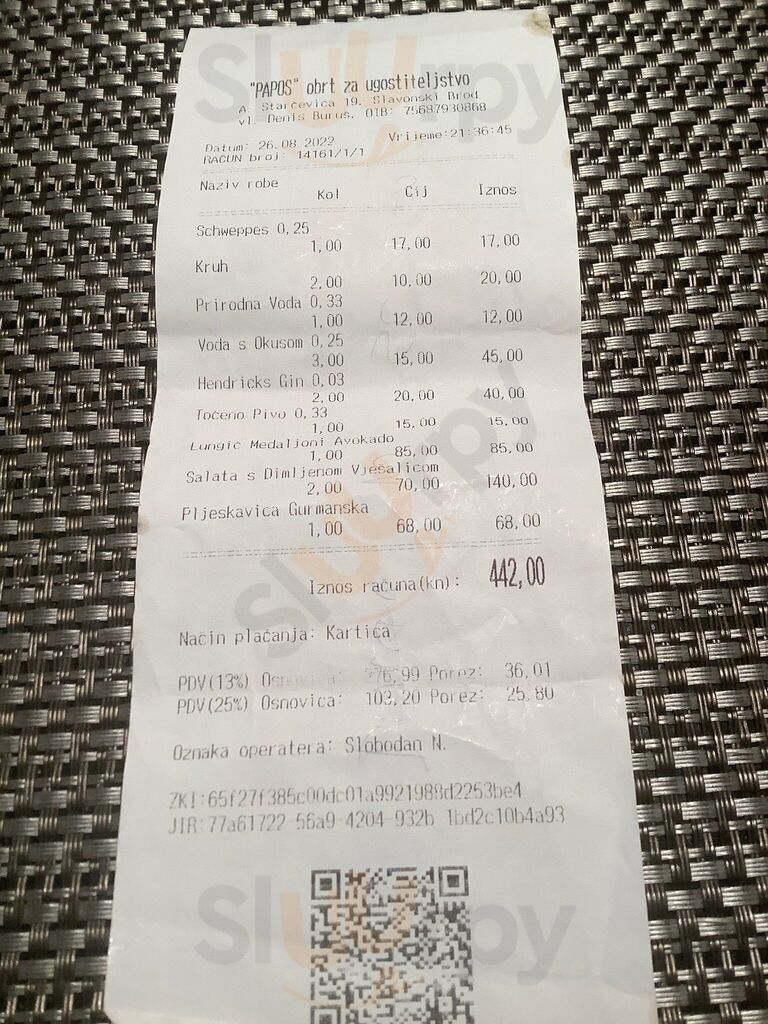 "PAPOS" obrt za ugostiteljstvo
A. Starčevića 19, Slavonski Brod
vl. Denis Burus, OIB: 75687930868
Datum: 26.08.2022 Vrijeme:21:36:45
RAČUN broj: 14161/1/1
Naziv robe
Kol Cij Iznos
Schweppes 0,25
1,00 17,00 17,00
Kruh
2,00 10,00 20,00
Prirodna Voda 0,33
1,00 12,00 12,00
Voda s Okusom 0,25
3,00 15,00 45,00
Hendricks Gin 0,03
2,00 20,00 40,00
Točeno Pivo 0,33
1,00 15,00 15,00
Lungić Medaljoni Avokado
1,00 85,00 85,00
Salata s Dimljenom Vješalicom
2,00 70,00 140,00
Pljeskavica Gurmanska
1,00 68,00 68,00
Iznos računa(kn): 442,00
Način plaćanja: Kartica
PDV(13%) Osnovica: 276,99 Porez: 36,01
PDV(25%) Osnovica: 103,20 Porez: 25,80
Oznaka operatera: Slobodan N.
ZKI:65f27f385c00dc01a9921988d2253be4
JIR:77a61722-56a9-4204-932b-1bd2c10b4a93
Sluurpy
Sluurpy
Sluurpy